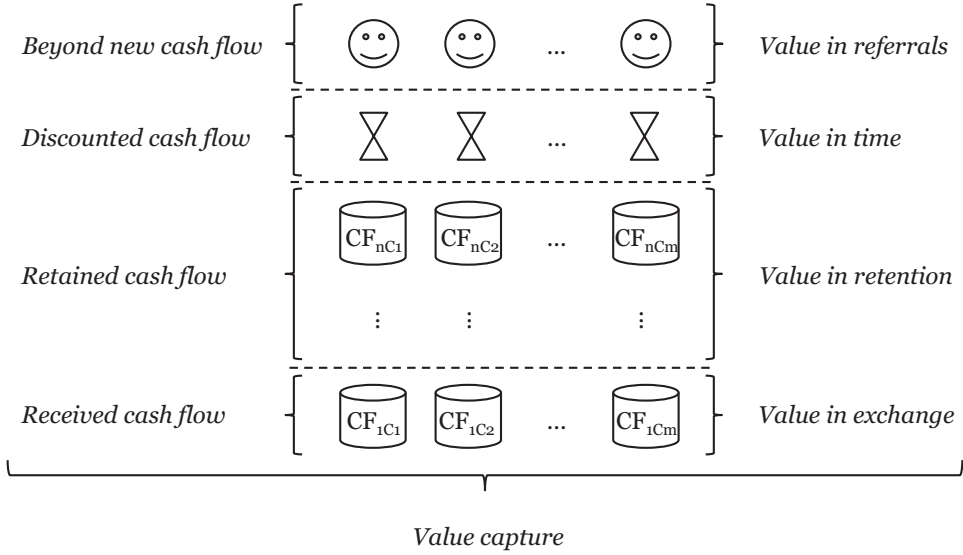 Beyond new cash flow ... Value in referrals
Discounted cash flow ... Value in time
CFnC1 CFnC2 ... CFnCm
Retained cash flow Value in retention
⋮ ⋮ ⋮
Received cash flow CF1C1 CF1C2 ... CF1Cm Value in exchange
Value capture